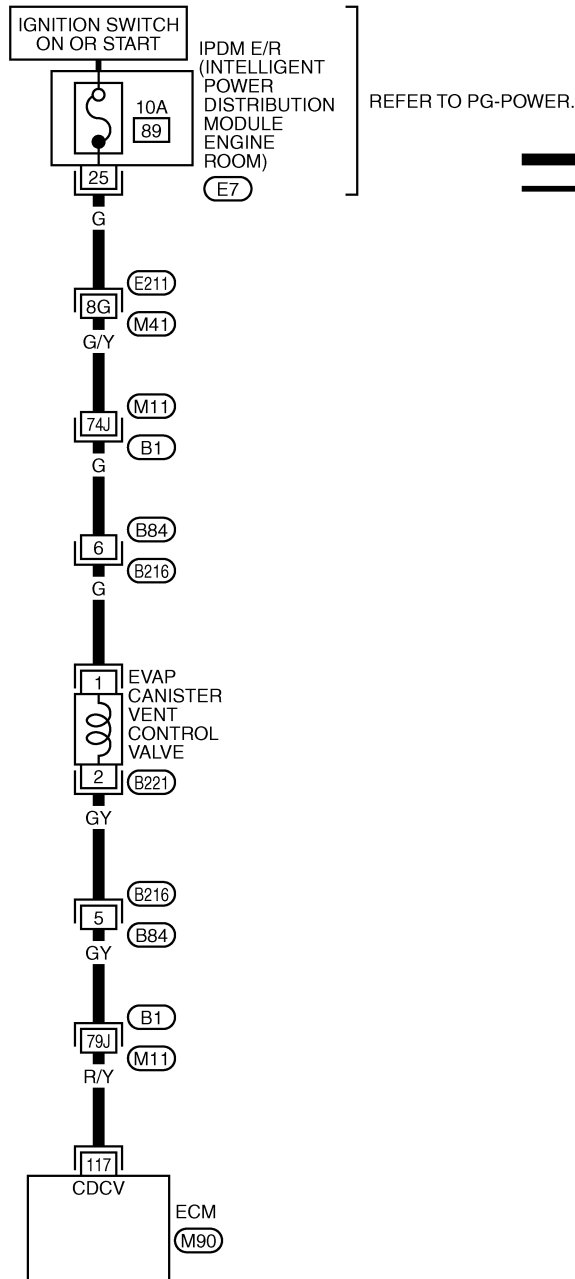 IGNITION SWITCH
ON OR START
IPDM E/R
(INTELLIGENT
POWER
DISTRIBUTION
MODULE
ENGINE
ROOM)
REFER TO PG-POWER.
10A
89
25
E7
G
E211
8G
M41
G/Y
M11
74J
B1
G
B84
6
B216
G
1
EVAP
CANISTER
VENT
CONTROL
VALVE
2
B221
GY
B216
5
B84
GY
B1
79J
M11
R/Y
117
CDCV
ECM
M90